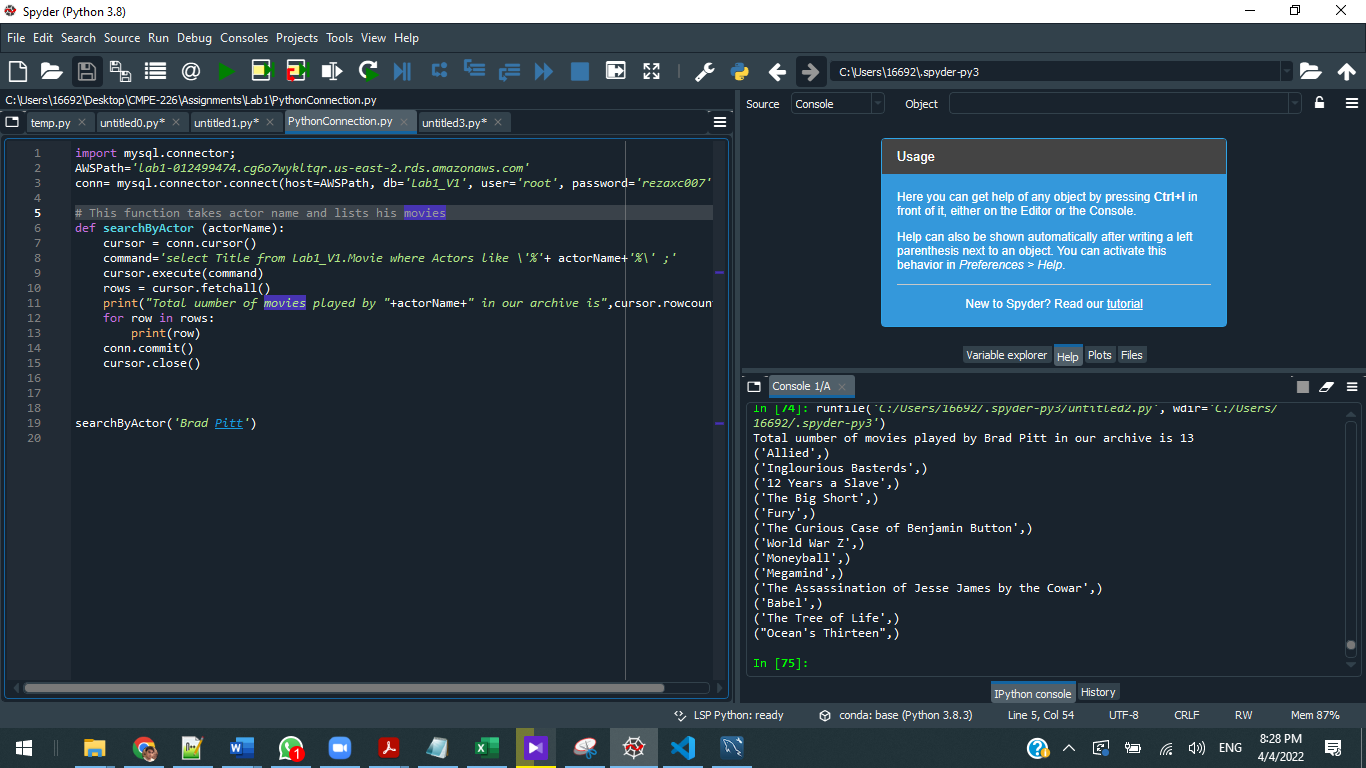 Spyder (Python 3.8)
File Edit Search Source Run Debug Consoles Projects Tools View Help
C:\Users\16692\.spyder-py3
C:\Users\16692\Desktop\CMPE-226\Assignments\Lab1\PythonConnection.py
temp.py untitled0.py* untitled1.py* PythonConnection.py untitled3.py*
1 import mysql.connector;
2 AWSPath='lab1-012499474.cg6o7wykltqr.us-east-2.rds.amazonaws.com'
3 conn= mysql.connector.connect(host=AWSPath, db='Lab1_V1', user='root', password='rezaxc007'
4
5 # This function takes actor name and lists his movies
6 def searchByActor (actorName):
7 cursor = conn.cursor()
8 command='select Title from Lab1_V1.Movie where Actors like \'%'+ actorName+'%\' ;'
9 cursor.execute(command)
10 rows = cursor.fetchall()
11 print("Total uumber of movies played by "+actorName+" in our archive is",cursor.rowcoun
12 for row in rows:
13 print(row)
14 conn.commit()
15 cursor.close()
16
17
18
19 searchByActor('Brad Pitt')
20
Source Console Object
Usage
Here you can get help of any object by pressing Ctrl+I in
front of it, either on the Editor or the Console.
Help can also be shown automatically after writing a left
parenthesis next to an object. You can activate this
behavior in Preferences > Help.
New to Spyder? Read our tutorial
Variable explorer Help Plots Files
Console 1/A
In [74]: runfile('C:/Users/16692/.spyder-py3/untitled2.py', wdir='C:/Users/
16692/.spyder-py3')
Total uumber of movies played by Brad Pitt in our archive is 13
('Allied',)
('Inglourious Basterds',)
('12 Years a Slave',)
('The Big Short',)
('Fury',)
('The Curious Case of Benjamin Button',)
('World War Z',)
('Moneyball',)
('Megamind',)
('The Assassination of Jesse James by the Cowar',)
('Babel',)
('The Tree of Life',)
("Ocean's Thirteen",)
In [75]:
IPython console History
LSP Python: ready conda: base (Python 3.8.3) Line 5, Col 54 UTF-8 CRLF RW Mem 87%
1
ENG
8:28 PM
4/4/2022